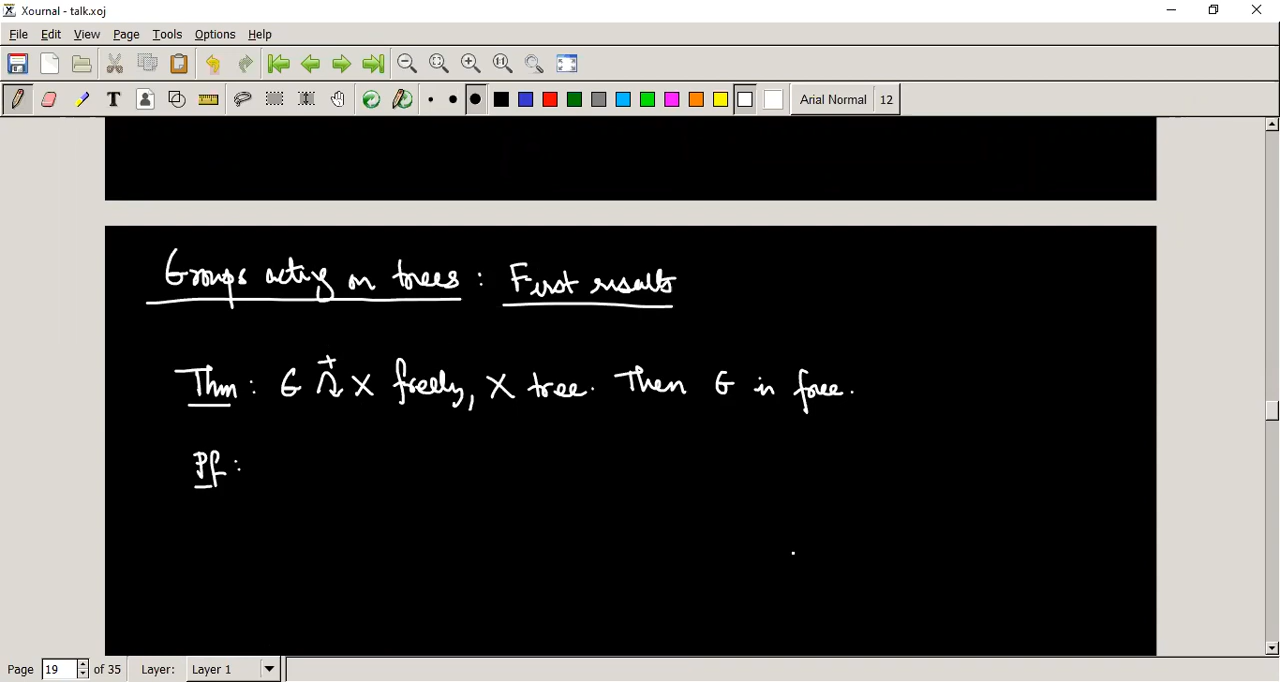 Xournal - talk.xoj
File Edit View Page Tools Options Help
Arial Normal 12
Groups acting on trees : First results
Thm : G ↷⁺ X freely, X tree. Then G is free.
Pf :
Page 19 of 35 Layer: Layer 1